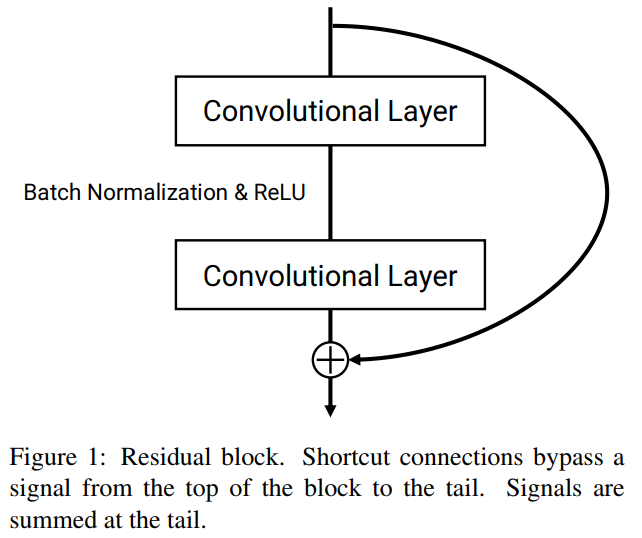 Convolutional Layer
Batch Normalization & ReLU
Convolutional Layer
Figure 1: Residual block. Shortcut connections bypass a
signal from the top of the block to the tail. Signals are
summed at the tail.